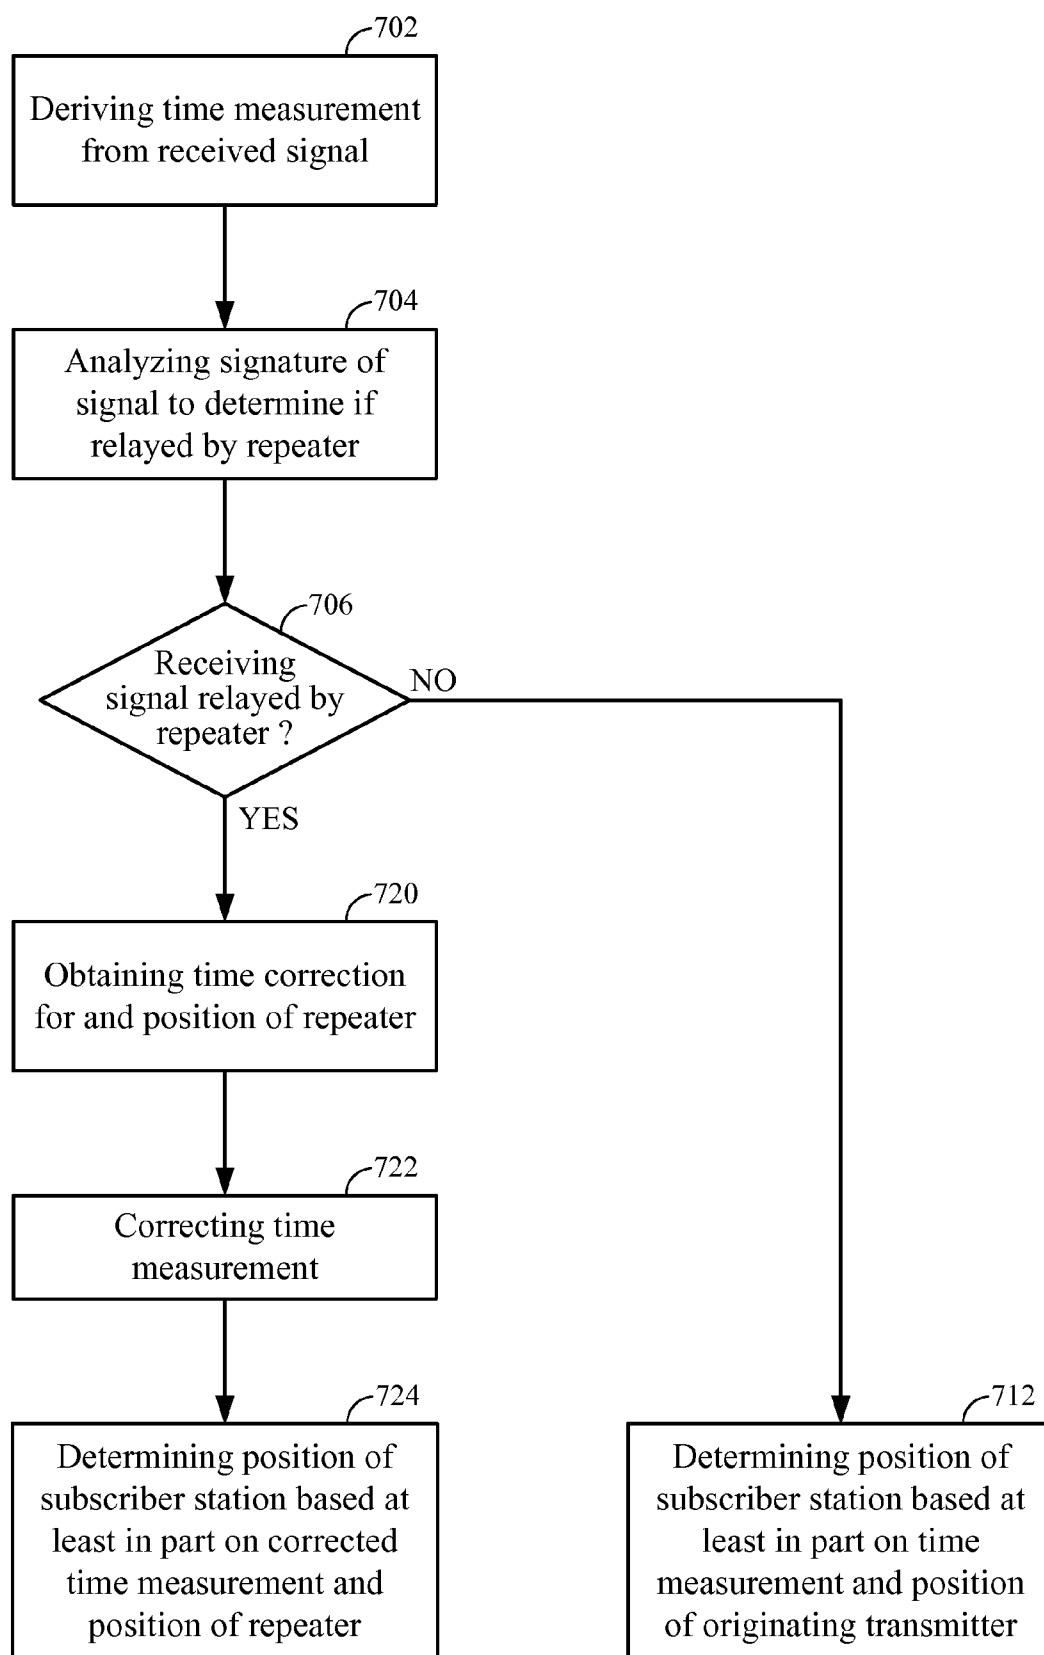 702
Deriving time measurement
from received signal
704
Analyzing signature of
signal to determine if
relayed by repeater
706
Receiving
signal relayed by
repeater ?
NO
YES
720
Obtaining time correction
for and position of repeater
722
Correcting time
measurement
724
Determining position of
subscriber station based at
least in part on corrected
time measurement and
position of repeater
712
Determining position of
subscriber station based at
least in part on time
measurement and position
of originating transmitter